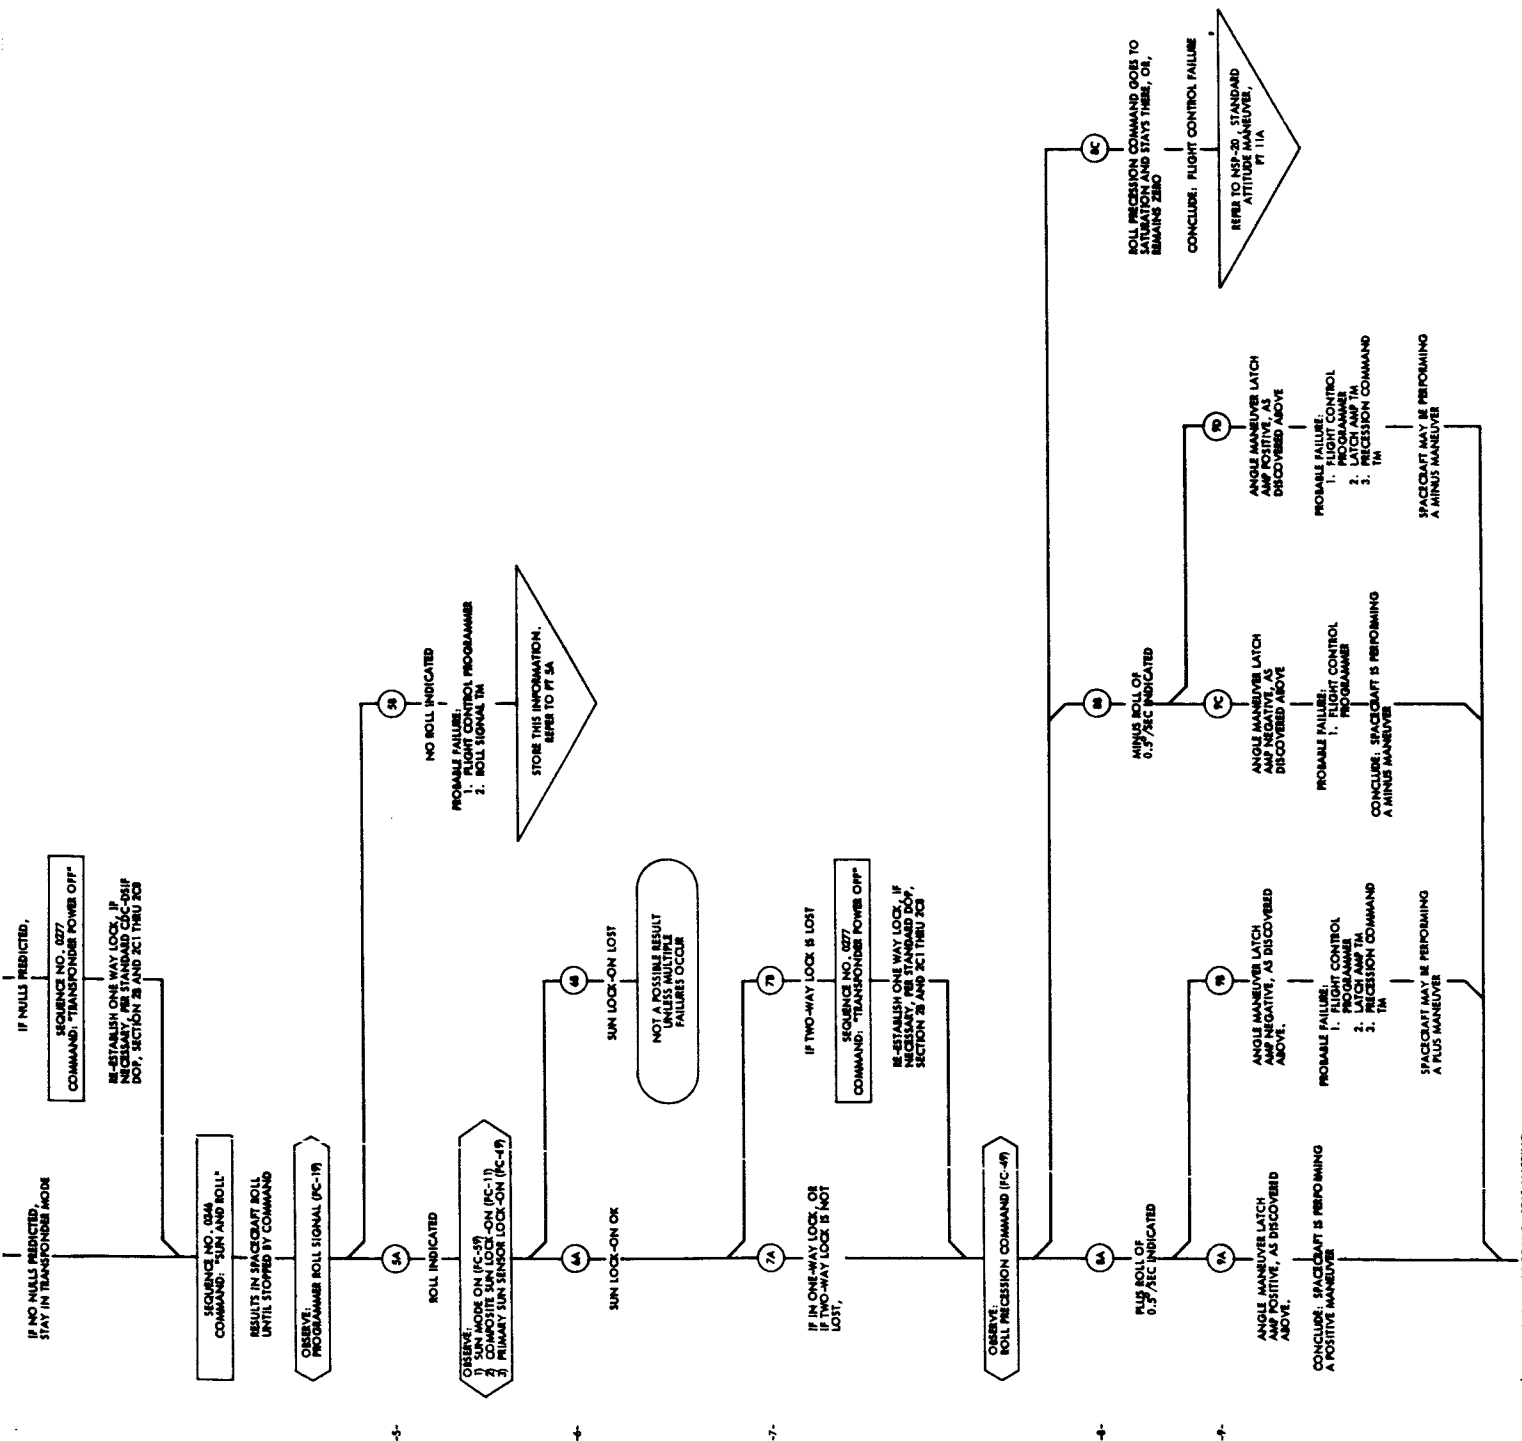 IF NO NULLS PREDICTED,
STAY IN TRANSPONDER MODE
IF NULLS PREDICTED,
SEQUENCE NO. 0277
COMMAND: "TRANSPONDER POWER OFF"
RE-ESTABLISH ONE WAY LOCK, IF
NECESSARY, PER STANDARD CDC-DSIF
DOP, SECTION 2B AND 2C1 THRU 2C8
SEQUENCE NO. 0346
COMMAND: "SUN AND ROLL"
RESULTS IN SPACECRAFT ROLL
UNTIL STOPPED BY COMMAND
OBSERVE:
PROGRAMMER ROLL SIGNAL (FC-19)
-5-
5A
ROLL INDICATED
5B
NO ROLL INDICATED
PROBABLE FAILURE:
1. FLIGHT CONTROL PROGRAMMER
2. ROLL SIGNAL TM
STORE THIS INFORMATION.
REFER TO PT 5A
OBSERVE:
1) SUN MODE ON (FC-39)
2) COMPOSITE SUN LOCK-ON (FC-11)
3) PRIMARY SUN SENSOR LOCK-ON (FC-49)
-6-
6A
SUN LOCK-ON OK
6B
SUN LOCK-ON LOST
NOT A POSSIBLE RESULT
UNLESS MULTIPLE
FAILURES OCCUR
-7-
7A
IF IN ONE-WAY LOCK, OR
IF TWO-WAY LOCK IS NOT
LOST,
7B
IF TWO-WAY LOCK IS LOST
SEQUENCE NO. 0277
COMMAND: "TRANSPONDER POWER OFF"
RE-ESTABLISH ONE WAY LOCK, IF
NECESSARY, PER STANDARD DOP,
SECTION 2B AND 2C1 THRU 2C8
OBSERVE:
ROLL PRECESSION COMMAND (FC-49)
-8-
8A
PLUS ROLL OF
0.5°/SEC INDICATED
8B
MINUS ROLL OF
0.5°/SEC INDICATED
8C
ROLL PRECESSION COMMAND GOES TO
SATURATION AND STAYS THERE, OR,
REMAINS ZERO
CONCLUDE: FLIGHT CONTROL FAILURE
REFER TO NSP-20, STANDARD
ATTITUDE MANEUVER,
PT 11A
-9-
9A
ANGLE MANEUVER LATCH
AMP POSITIVE, AS DISCOVERED
ABOVE.
CONCLUDE: SPACECRAFT IS PERFORMING
A POSITIVE MANEUVER
9B
ANGLE MANEUVER LATCH
AMP NEGATIVE, AS DISCOVERED
ABOVE.
PROBABLE FAILURE:
1. FLIGHT CONTROL
PROGRAMMER
2. LATCH AMP TM
3. PRECESSION COMMAND
TM
SPACECRAFT MAY BE PERFORMING
A PLUS MANEUVER
9C
ANGLE MANEUVER LATCH
AMP NEGATIVE, AS
DISCOVERED ABOVE
PROBABLE FAILURE:
1. FLIGHT CONTROL
PROGRAMMER
CONCLUDE: SPACECRAFT IS PERFORMING
A MINUS MANEUVER
9D
ANGLE MANEUVER LATCH
AMP POSITIVE, AS
DISCOVERED ABOVE
PROBABLE FAILURE:
1. FLIGHT CONTROL
PROGRAMMER
2. LATCH AMP TM
3. PRECESSION COMMAND
TM
SPACECRAFT MAY BE PERFORMING
A MINUS MANEUVER